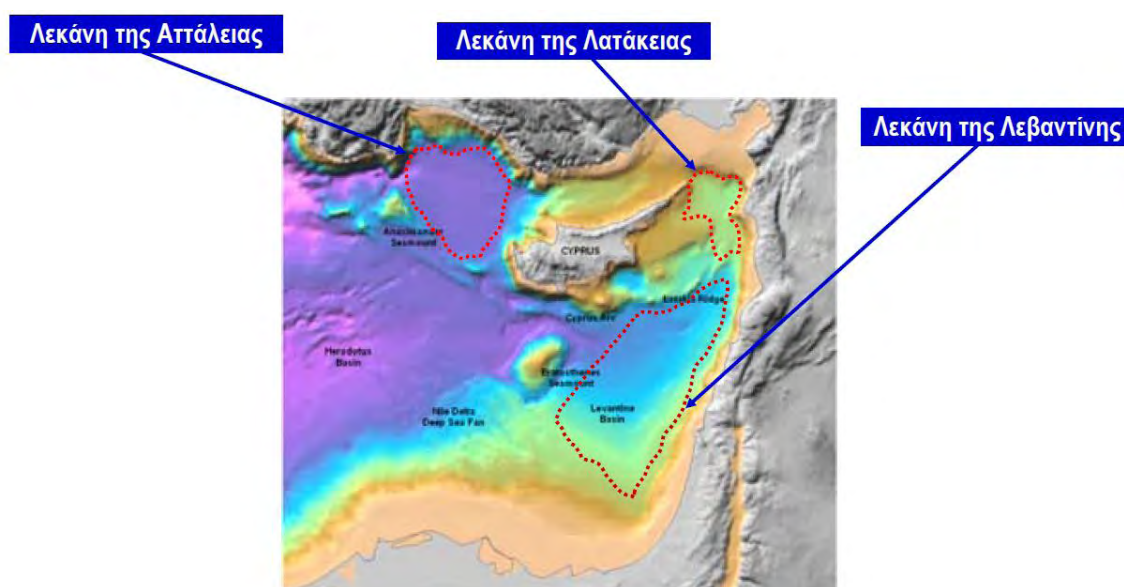 Λεκάνη της Αττάλειας
Λεκάνη της Λατάκειας
Λεκάνη της Λεβαντίνης
Seamount
CYPRUS
Ridge
Cyprus Arc
Herodotus
Basin
Eratosthenes
Seamount
Nile Delta
Deep Sea Fan
Levantine
Basin